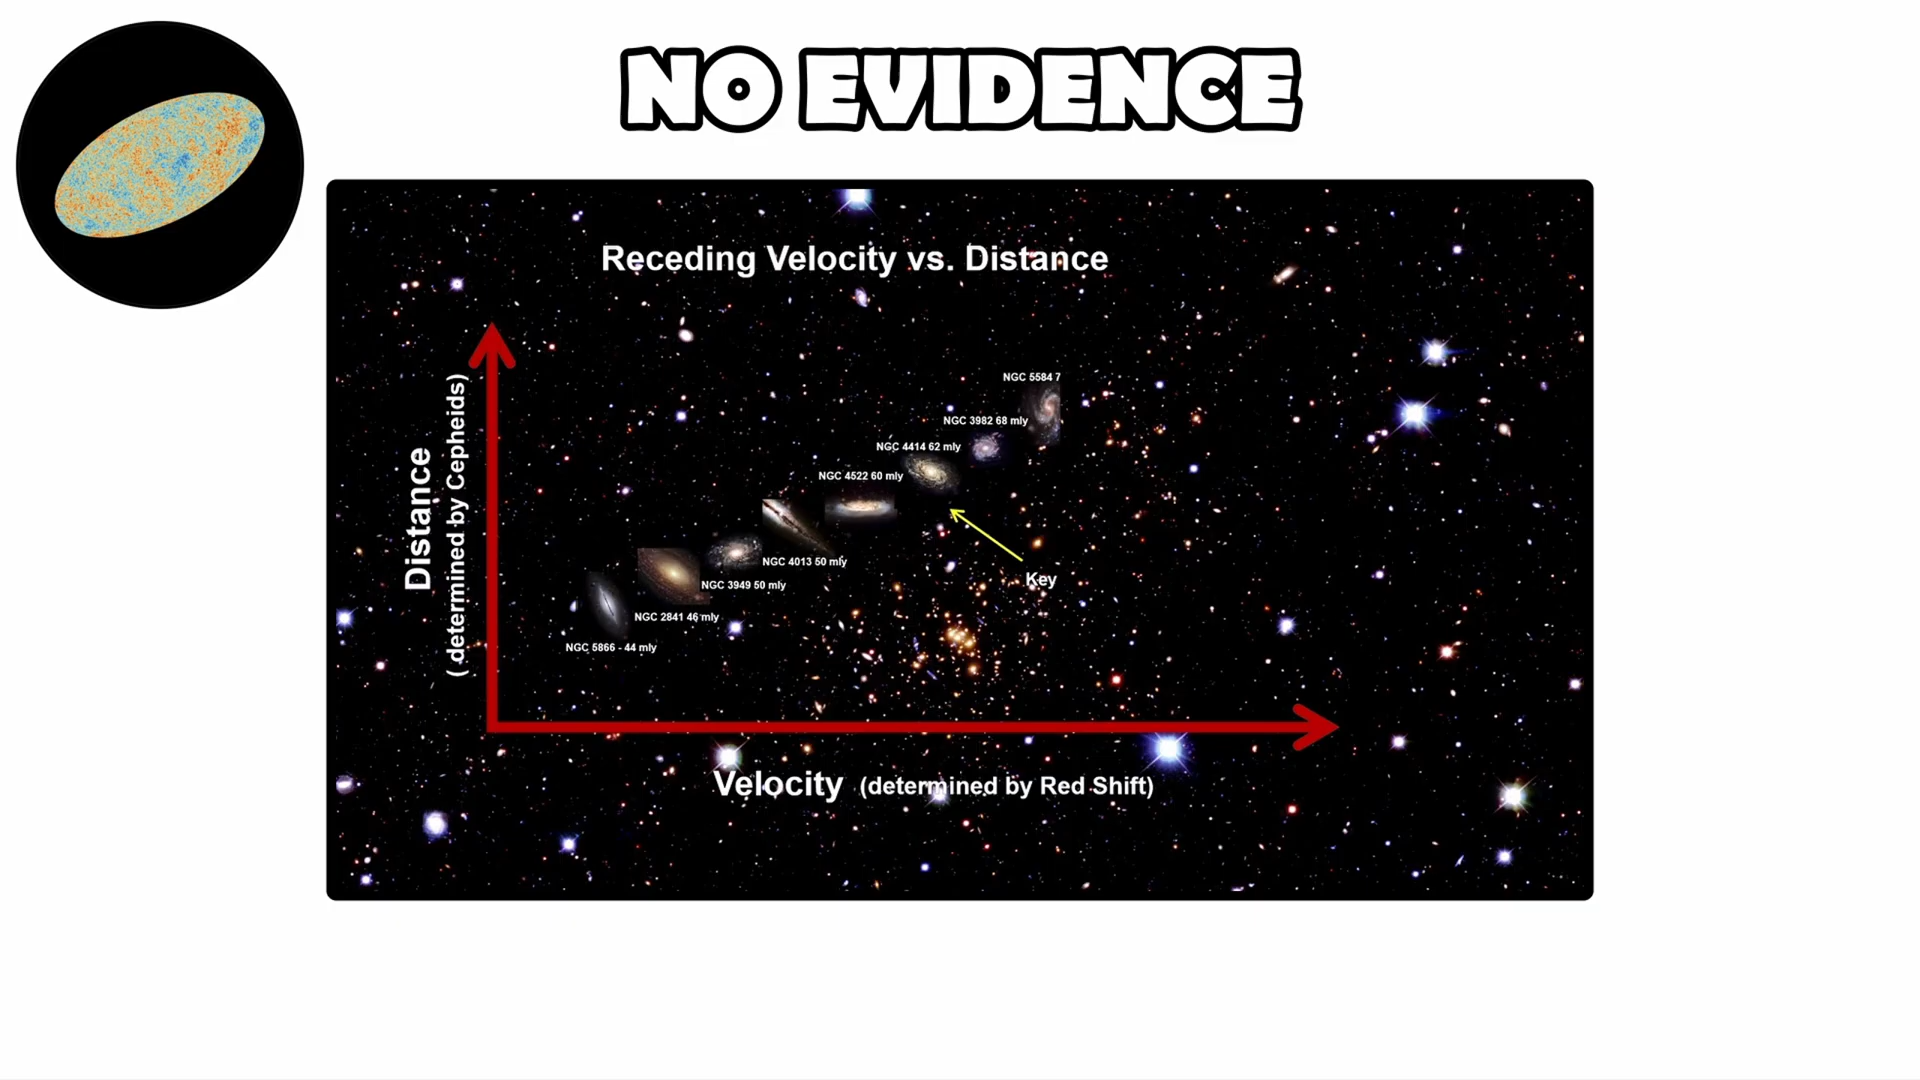 NO EVIDENCE
Receding Velocity vs. Distance
Distance
( determined by Cepheids)
NGC 5584 7
NGC 3982 68 mly
NGC 4414 62 mly
NGC 4522 60 mly
NGC 4013 50 mly
Key
NGC 3949 50 mly
NGC 2841 46 mly
NGC 5866 - 44 mly
Velocity (determined by Red Shift)